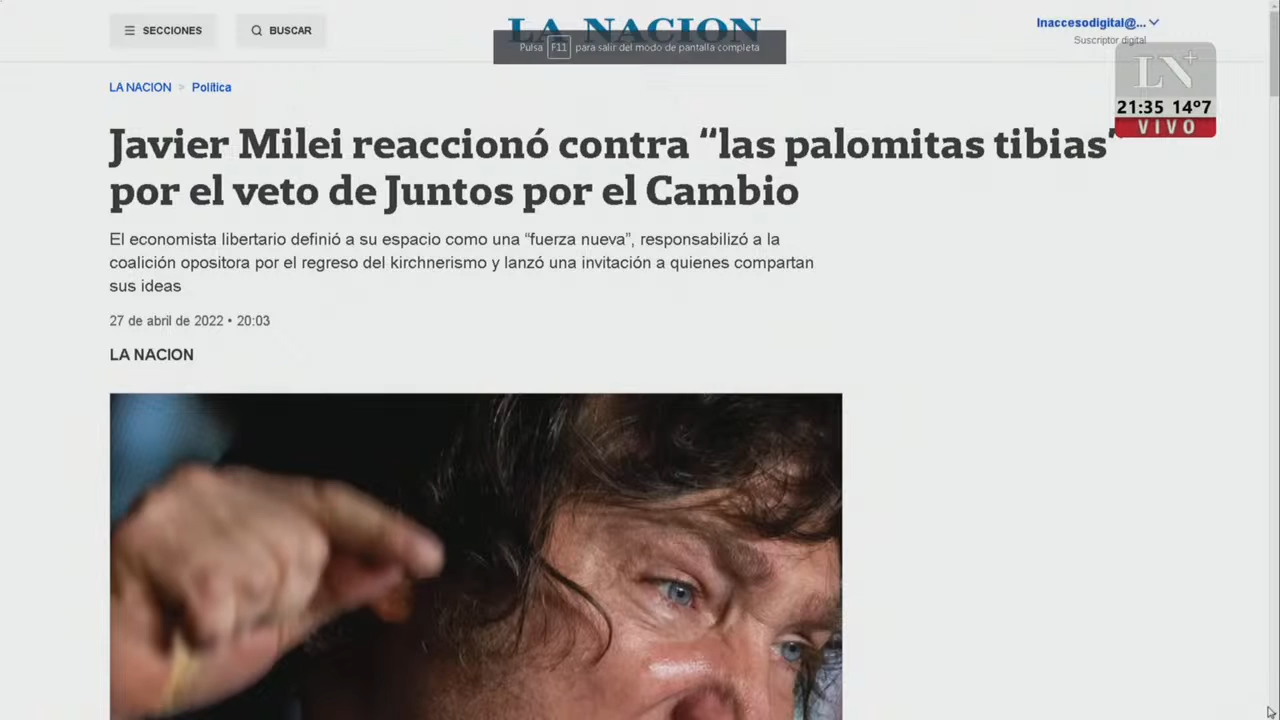 SECCIONES
BUSCAR
LA NACION
Pulsa F11 para salir del modo de pantalla completa
lnaccesodigital@...
Suscriptor digital
LN+
21:35 14º7
VIVO
LA NACION > Política
Javier Milei reaccionó contra “las palomitas tibias”
por el veto de Juntos por el Cambio
El economista libertario definió a su espacio como una “fuerza nueva”, responsabilizó a la
coalición opositora por el regreso del kirchnerismo y lanzó una invitación a quienes compartan
sus ideas
27 de abril de 2022 • 20:03
LA NACION